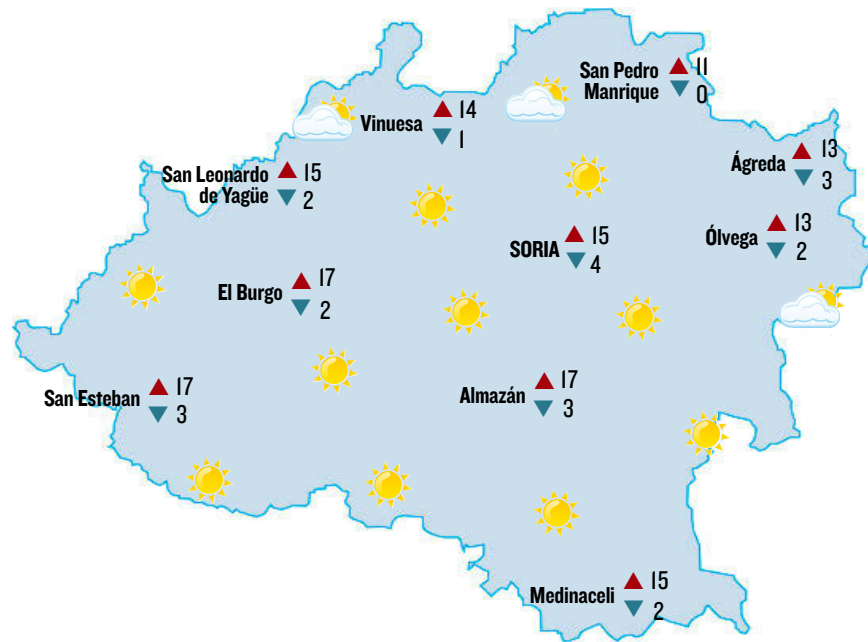 San Pedro
Manrique
11
0
Vinuesa
14
1
Ágreda
13
3
San Leonardo
de Yagüe
15
2
Ólvega
13
2
SORIA
15
4
El Burgo
17
2
San Esteban
17
3
Almazán
17
3
Medinaceli
15
2